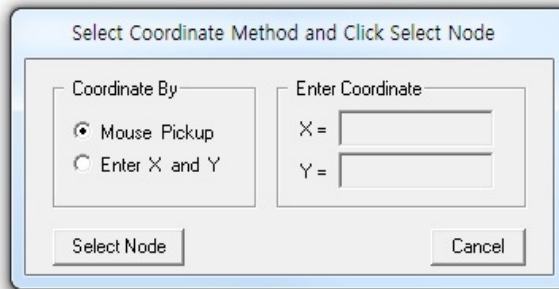 Select Coordinate Method and Click Select Node
Coordinate By
Mouse Pickup
Enter X and Y
Enter Coordinate
X =
Y =
Select Node
Cancel